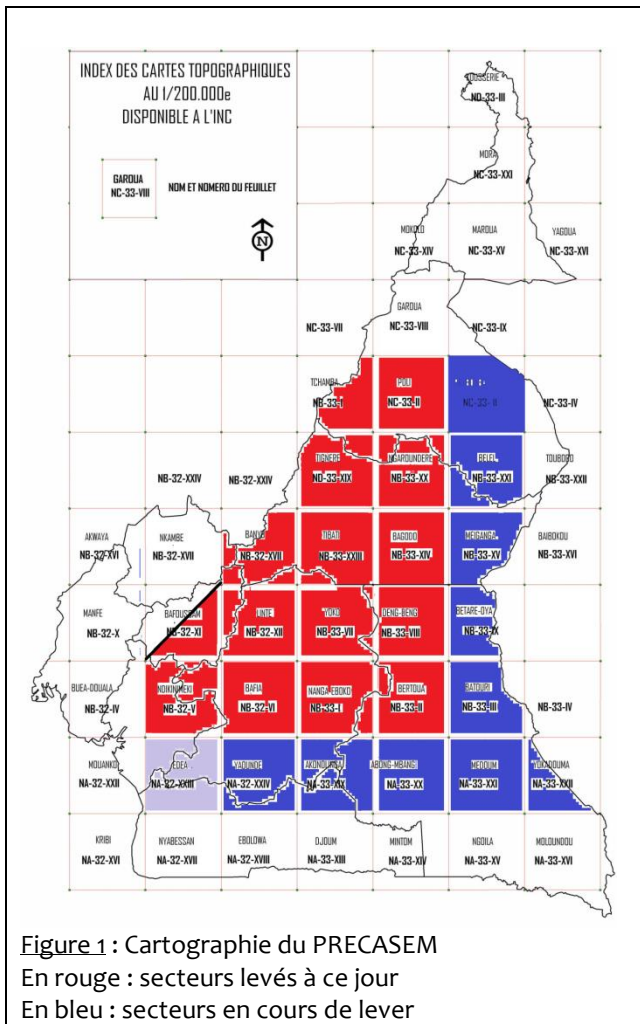 INDEX DES CARTES TOPOGRAPHIQUES
AU 1/200.000e
DISPONIBLE A L'INC
GAROUA
NC-33-VIII
NOM ET NOMERO DU FEUILLET
N
KOUSSERIE
ND-33-III
MORA
NC-33-XXI
MOKOLO
NC-33-XIV
MAROUA
NC-33-XV
YAGOUA
NC-33-XVI
NC-33-VII
GAROUA
NC-33-VIII
NC-33-IX
TCHAMBA
NB-33-I
POLI
NC-33-II
NC-33-II
NC-33-IV
NB-32-XXIV
NB-32-XXIV
TIGNERE
ND-33-XIX
NGAROUNDERE
NB-33-XX
BELEL
NB-33-XXI
TOUBORO
NB-33-XXII
AKWAYA
NB-32-XVI
NKAMBE
NB-32-XVII
BANYO
NB-32-XVII
TIBATI
NB-33-XXIII
BAGODO
NB-33-XIV
MEIGANGA
NB-33-XV
BAIBOKOU
NB-33-XVI
MANFE
NB-32-X
BAFOUSSAM
NB-32-XI
LINTE
NB-32-XII
YOKO
NB-33-VII
DENG-BENG
NB-33-VIII
BETARE-OYA
NB-33-IX
BUEA-DOUALA
NB-32-IV
NDIKINIMEKI
NB-32-V
BAFIA
NB-32-VI
NANGA-EBOKO
NB-33-I
BERTOUA
NB-33-II
BATOURI
NB-33-III
NB-33-IV
MOUANKO
NA-32-XXII
EDEA
NA-32-XXIII
YAOUNDE
NA-32-XXIV
AKONOLINGA
NA-33-XIX
ABONG-MBANG
NA-33-XX
MEDOUM
NA-33-XXI
YOKADOUMA
NA-33-XXII
KRIBI
NA-32-XVI
NYABESSAN
NA-32-XVII
EBOLOWA
NA-32-XVIII
DJOUM
NA-33-XIII
MINTOM
NA-33-XIV
NGOILA
NA-33-XV
MOLOUNDOU
NA-33-XVI
Figure 1 : Cartographie du PRECASEM
En rouge : secteurs levés à ce jour
En bleu : secteurs en cours de lever